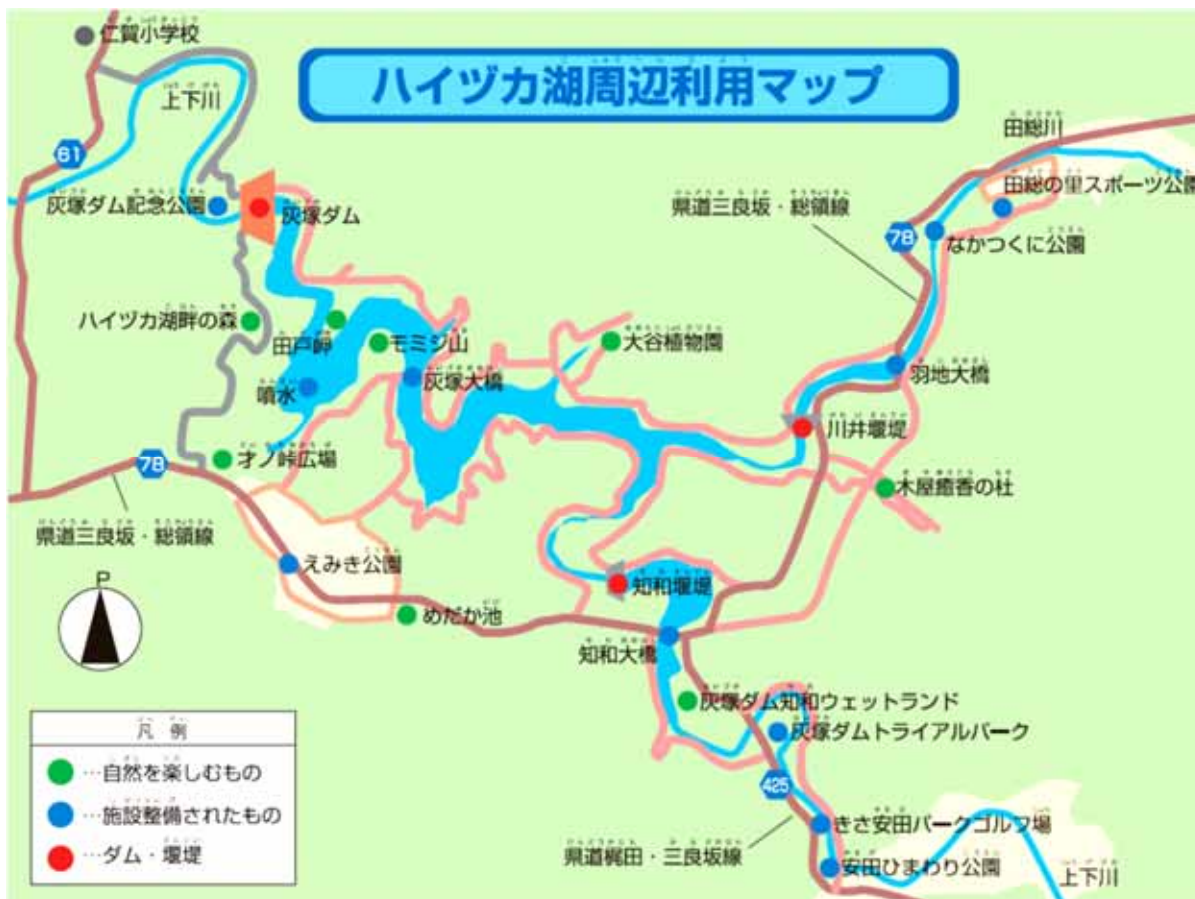 ハイヅカ湖周辺利用マップ
仁賀小学校
上下川
61
灰塚ダム記念公園
灰塚ダム
田総川
田総の里スポーツ公園
県道三良坂・総領線
78
なかつくに公園
ハイヅカ湖畔の森
田戸岬
モミジ山
大谷植物園
噴水
灰塚大橋
羽地大橋
川井堰堤
78
才ノ峠広場
木屋癒香の杜
県道三良坂・総領線
えみき公園
知和堰堤
めだか池
知和大橋
P
灰塚ダム知和ウェットランド
灰塚ダムトライアルパーク
425
きさ安田パークゴルフ場
県道梶田・三良坂線
安田ひまわり公園
上下川
凡例
…自然を楽しむもの
…施設整備されたもの
…ダム・堰堤